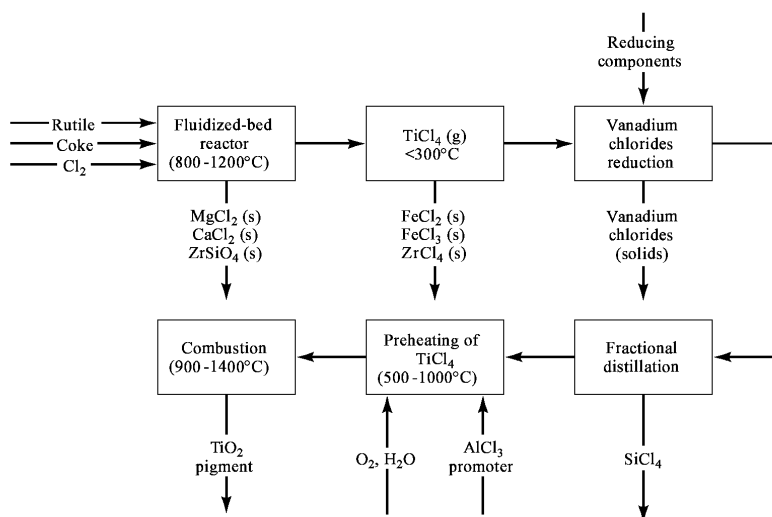 Reducing
components
Rutile
Coke
Cl₂
Fluidized-bed
reactor
(800-1200°C)
TiCl₄ (g)
<300°C
Vanadium
chlorides
reduction
MgCl₂ (s)
CaCl₂ (s)
ZrSiO₄ (s)
FeCl₂ (s)
FeCl₃ (s)
ZrCl₄ (s)
Vanadium
chlorides
(solids)
Combustion
(900-1400°C)
Preheating of
TiCl₄
(500-1000°C)
Fractional
distillation
TiO₂
pigment
O₂, H₂O
AlCl₃
promoter
SiCl₄